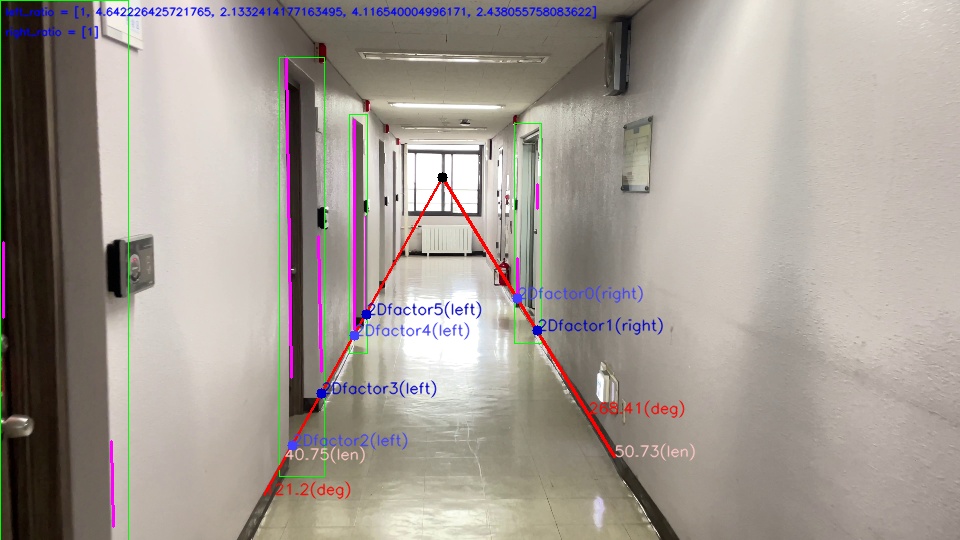 left_ratio = [1, 4.642226425721765, 2.1332414177163495, 4.116540004996171, 2.438055758083622]
right_ratio = [1]
2Dfactor0(right)
2Dfactor5(left)
2Dfactor4(left)
2Dfactor1(right)
2Dfactor3(left)
268.41(deg)
2Dfactor2(left)
40.75(len)
50.73(len)
21.2(deg)